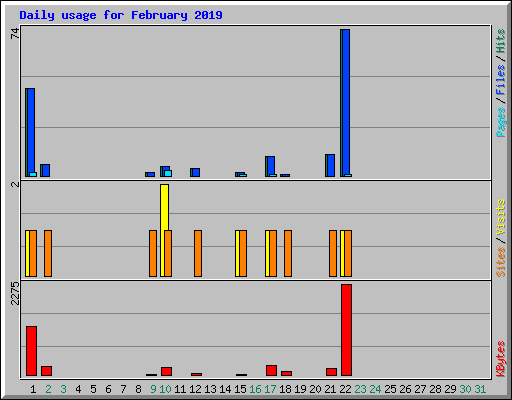 Daily usage for February 2019
74
Pages / Files / Hits
2
Sites / Visits
2275
KBytes
1 2 3 4 5 6 7 8 9 10 11 12 13 14 15 16 17 18 19 20 21 22 23 24 25 26 27 28 29 30 31